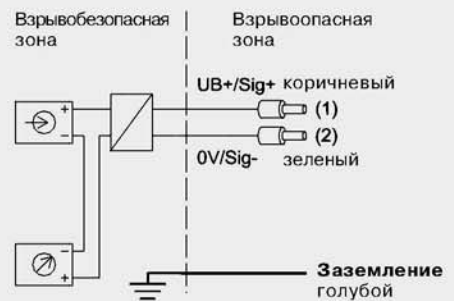 Взрывобезопасная зона
Взрывоопасная зона
UB+/Sig+ коричневый
(1)
(2)
0V/Sig- зеленый
+
−
−
+
Заземление
голубой